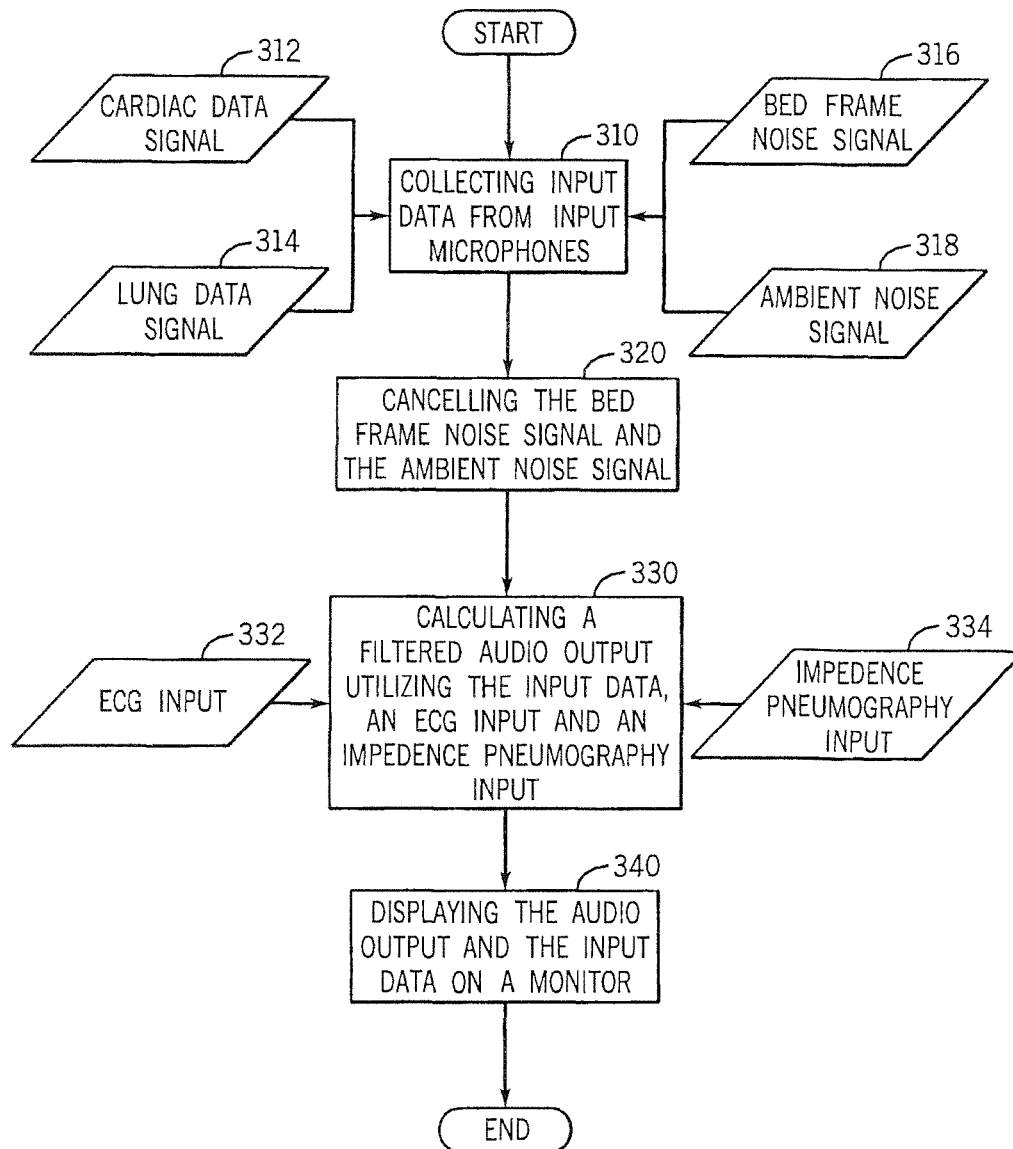 START
312
CARDIAC DATA
SIGNAL
316
BED FRAME
NOISE SIGNAL
310
COLLECTING INPUT
DATA FROM INPUT
MICROPHONES
314
LUNG DATA
SIGNAL
318
AMBIENT NOISE
SIGNAL
320
CANCELLING THE BED
FRAME NOISE SIGNAL AND
THE AMBIENT NOISE SIGNAL
330
CALCULATING A
FILTERED AUDIO OUTPUT
UTILIZING THE INPUT DATA,
AN ECG INPUT AND AN
IMPEDENCE PNEUMOGRAPHY
INPUT
332
ECG INPUT
334
IMPEDENCE
PNEUMOGRAPHY
INPUT
340
DISPLAYING THE AUDIO
OUTPUT AND THE INPUT
DATA ON A MONITOR
END